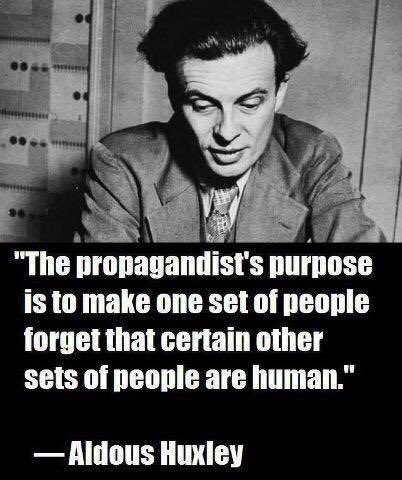 "The propagandist's purpose
is to make one set of people
forget that certain other
sets of people are human."
— Aldous Huxley